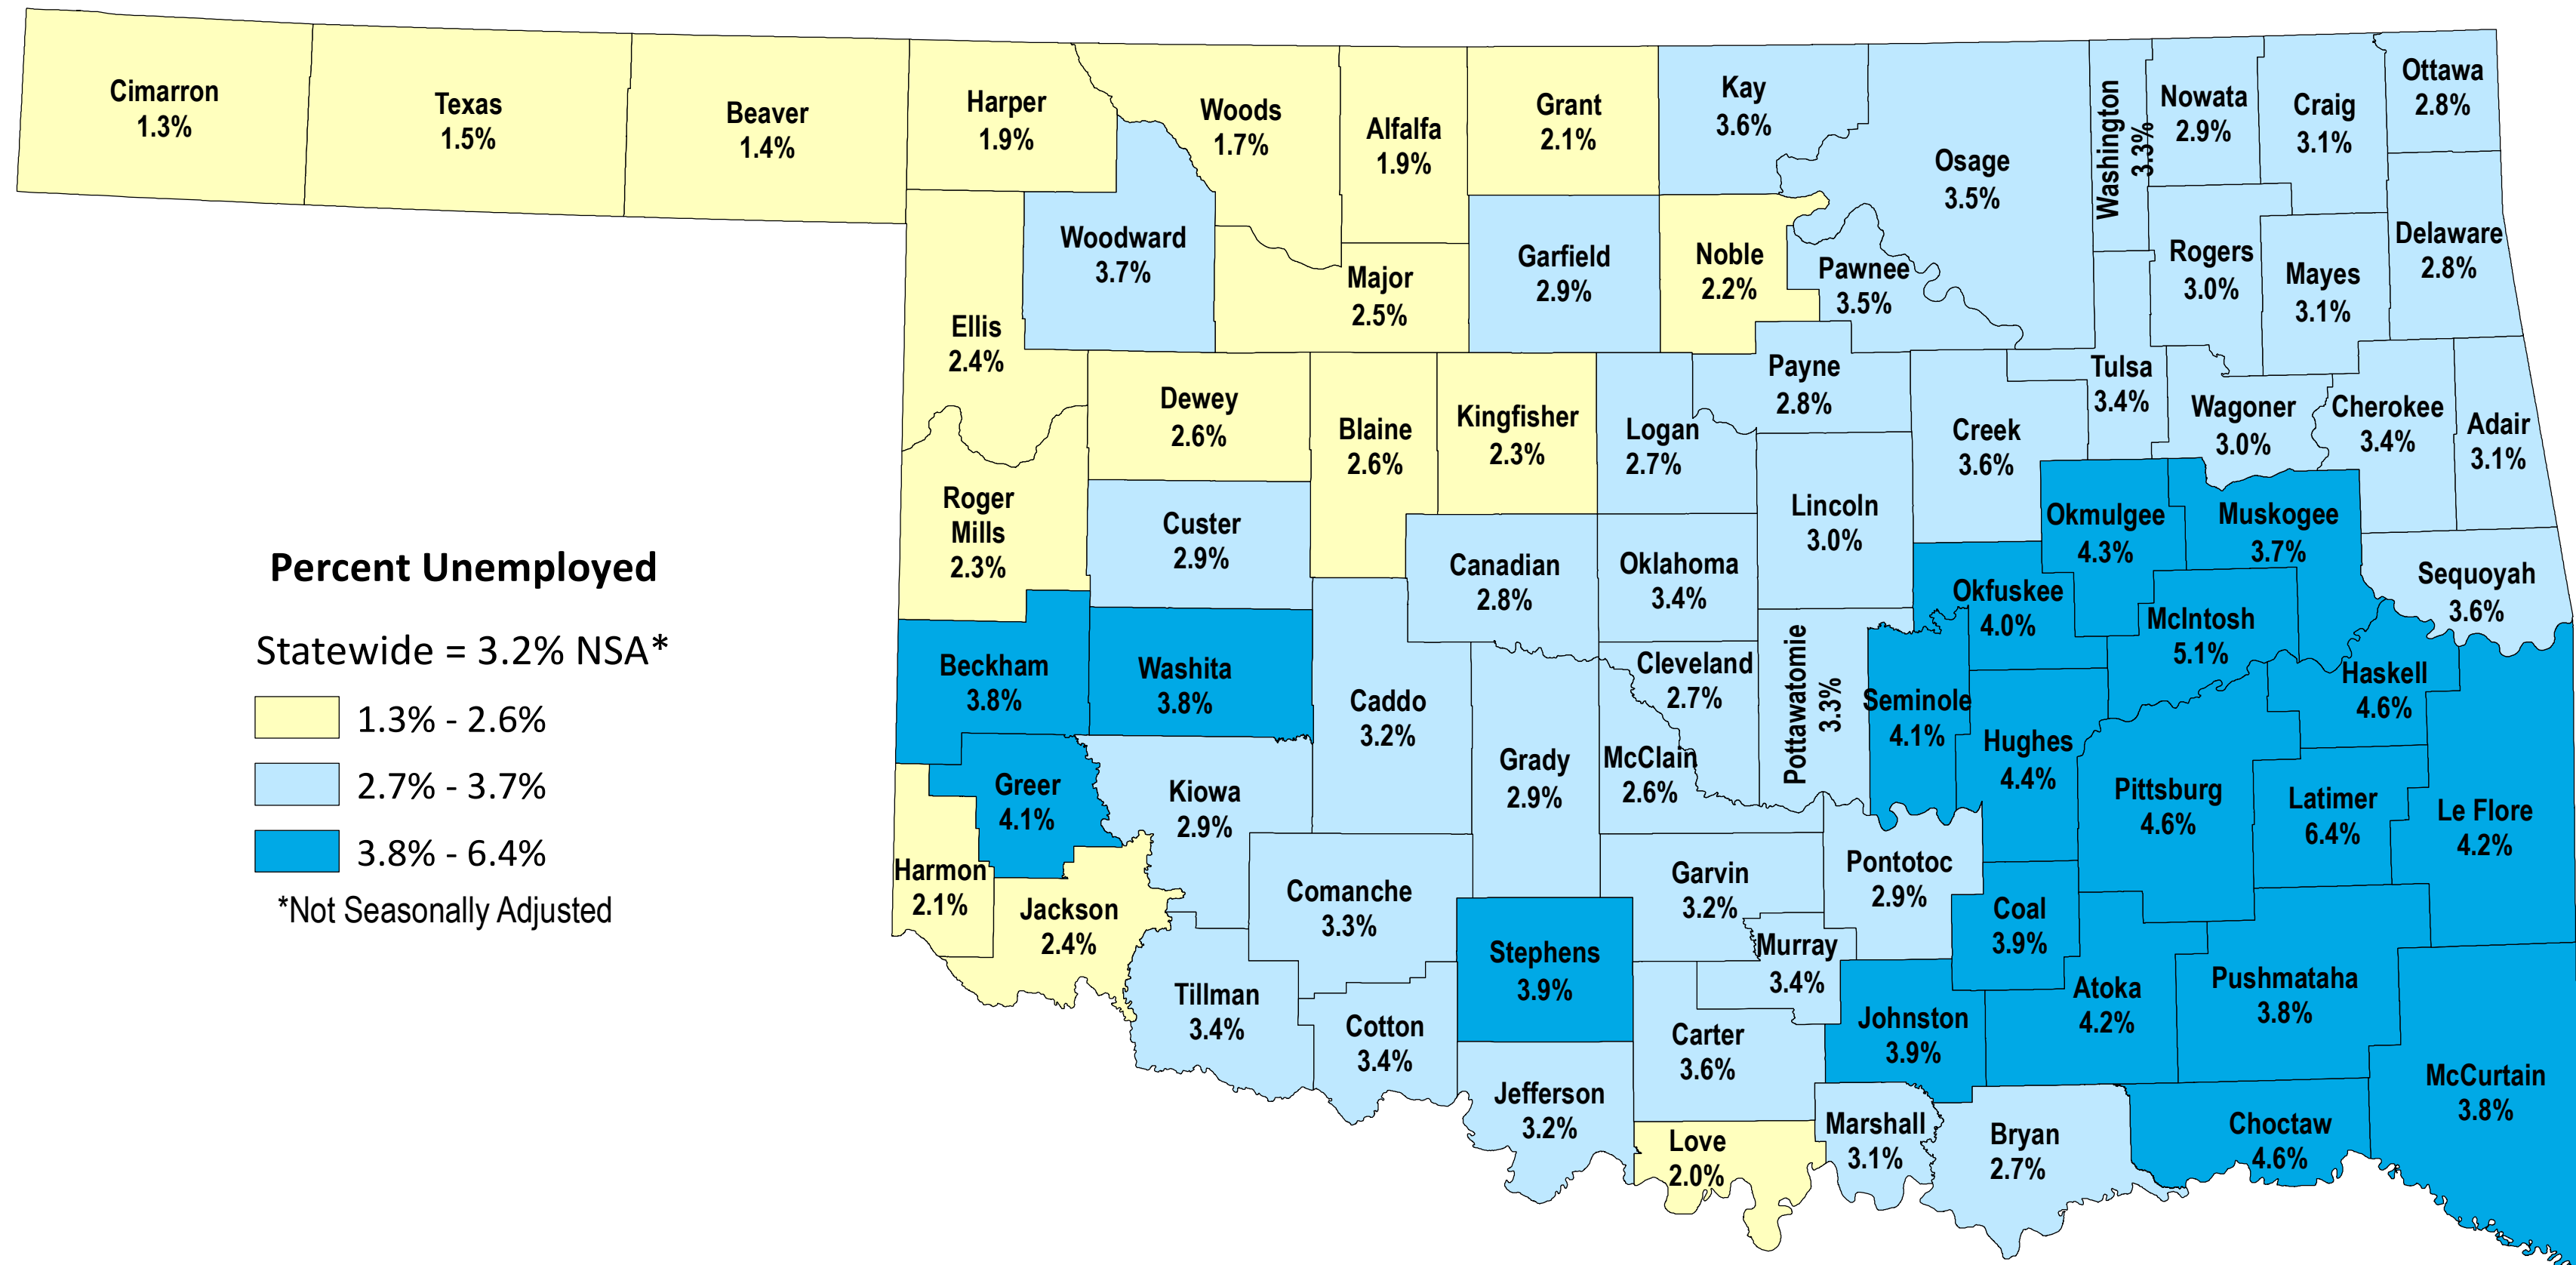 Cimarron
1.3%
Texas
1.5%
Beaver
1.4%
Harper
1.9%
Woods
1.7%
Alfalfa
1.9%
Grant
2.1%
Kay
3.6%
Osage
3.5%
Washington
3.3%
Nowata
2.9%
Craig
3.1%
Ottawa
2.8%
Woodward
3.7%
Major
2.5%
Garfield
2.9%
Noble
2.2%
Pawnee
3.5%
Rogers
3.0%
Mayes
3.1%
Delaware
2.8%
Ellis
2.4%
Dewey
2.6%
Blaine
2.6%
Kingfisher
2.3%
Logan
2.7%
Payne
2.8%
Creek
3.6%
Tulsa
3.4%
Wagoner
3.0%
Cherokee
3.4%
Adair
3.1%
Roger
Mills
2.3%
Custer
2.9%
Canadian
2.8%
Oklahoma
3.4%
Lincoln
3.0%
Okmulgee
4.3%
Muskogee
3.7%
Okfuskee
4.0%
McIntosh
5.1%
Sequoyah
3.6%
Percent Unemployed
Statewide = 3.2% NSA*
1.3% - 2.6%
2.7% - 3.7%
3.8% - 6.4%
*Not Seasonally Adjusted
Beckham
3.8%
Washita
3.8%
Caddo
3.2%
Grady
2.9%
Cleveland
2.7%
McClain
2.6%
Pottawatomie
3.3%
Seminole
4.1%
Hughes
4.4%
Haskell
4.6%
Pittsburg
4.6%
Latimer
6.4%
Le Flore
4.2%
Greer
4.1%
Kiowa
2.9%
Harmon
2.1%
Jackson
2.4%
Comanche
3.3%
Stephens
3.9%
Garvin
3.2%
Pontotoc
2.9%
Coal
3.9%
Murray
3.4%
Atoka
4.2%
Pushmataha
3.8%
Tillman
3.4%
Cotton
3.4%
Carter
3.6%
Johnston
3.9%
McCurtain
3.8%
Jefferson
3.2%
Love
2.0%
Marshall
3.1%
Bryan
2.7%
Choctaw
4.6%